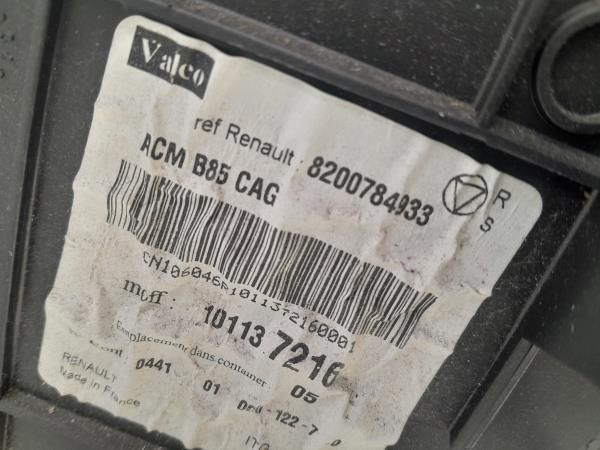 Valeo
ref Renault : 8200784933
R
S
ACM B85 CAG
mcff : 10113 7216
Emplacement dans container 05
0441 01
RENAULT
Made in France